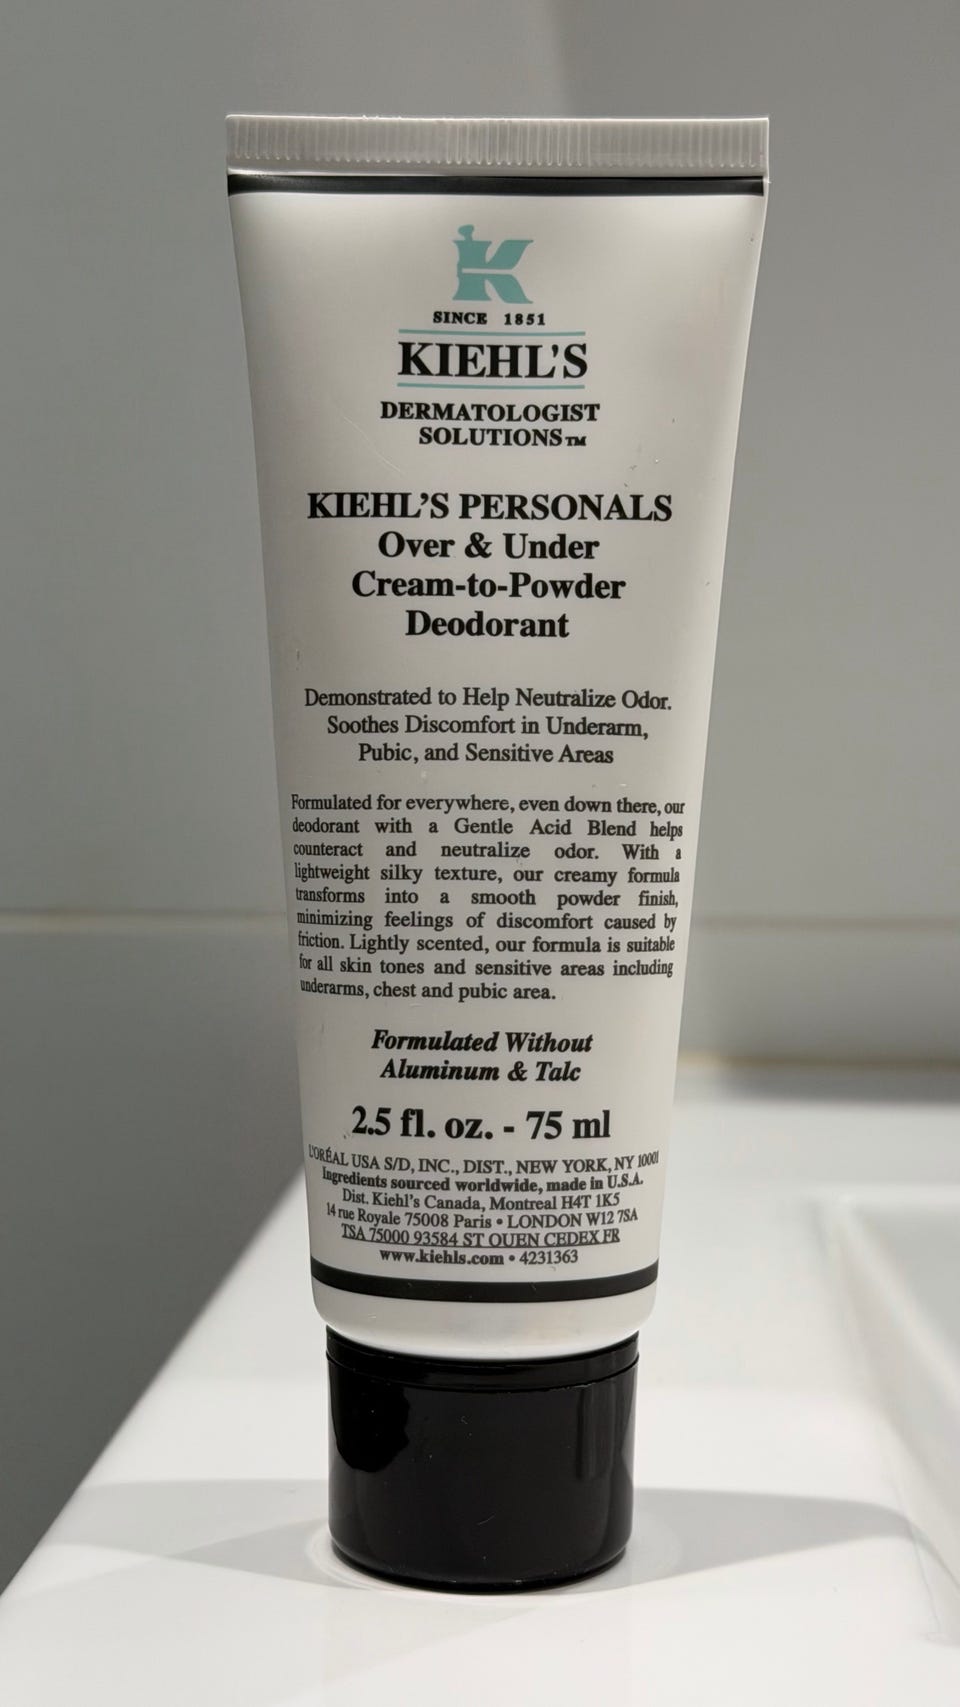 K
SINCE 1851
KIEHL'S
DERMATOLOGIST
SOLUTIONS™
KIEHL'S PERSONALS
Over & Under
Cream-to-Powder
Deodorant
Demonstrated to Help Neutralize Odor.
Soothes Discomfort in Underarm,
Pubic, and Sensitive Areas
Formulated for everywhere, even down there, our
deodorant with a Gentle Acid Blend helps
counteract and neutralize odor. With a
lightweight silky texture, our creamy formula
transforms into a smooth powder finish,
minimizing feelings of discomfort caused by
friction. Lightly scented, our formula is suitable
for all skin tones and sensitive areas including
underarms, chest and pubic area.
Formulated Without
Aluminum & Talc
2.5 fl. oz. - 75 ml
L'ORÉAL USA S/D, INC., DIST., NEW YORK, NY 10001
Ingredients sourced worldwide, made in U.S.A.
Dist. Kiehl's Canada, Montreal H4T 1K5
14 rue Royale 75008 Paris • LONDON W12 7SA
TSA 75000 93584 ST OUEN CEDEX FR
www.kiehls.com • 4231363